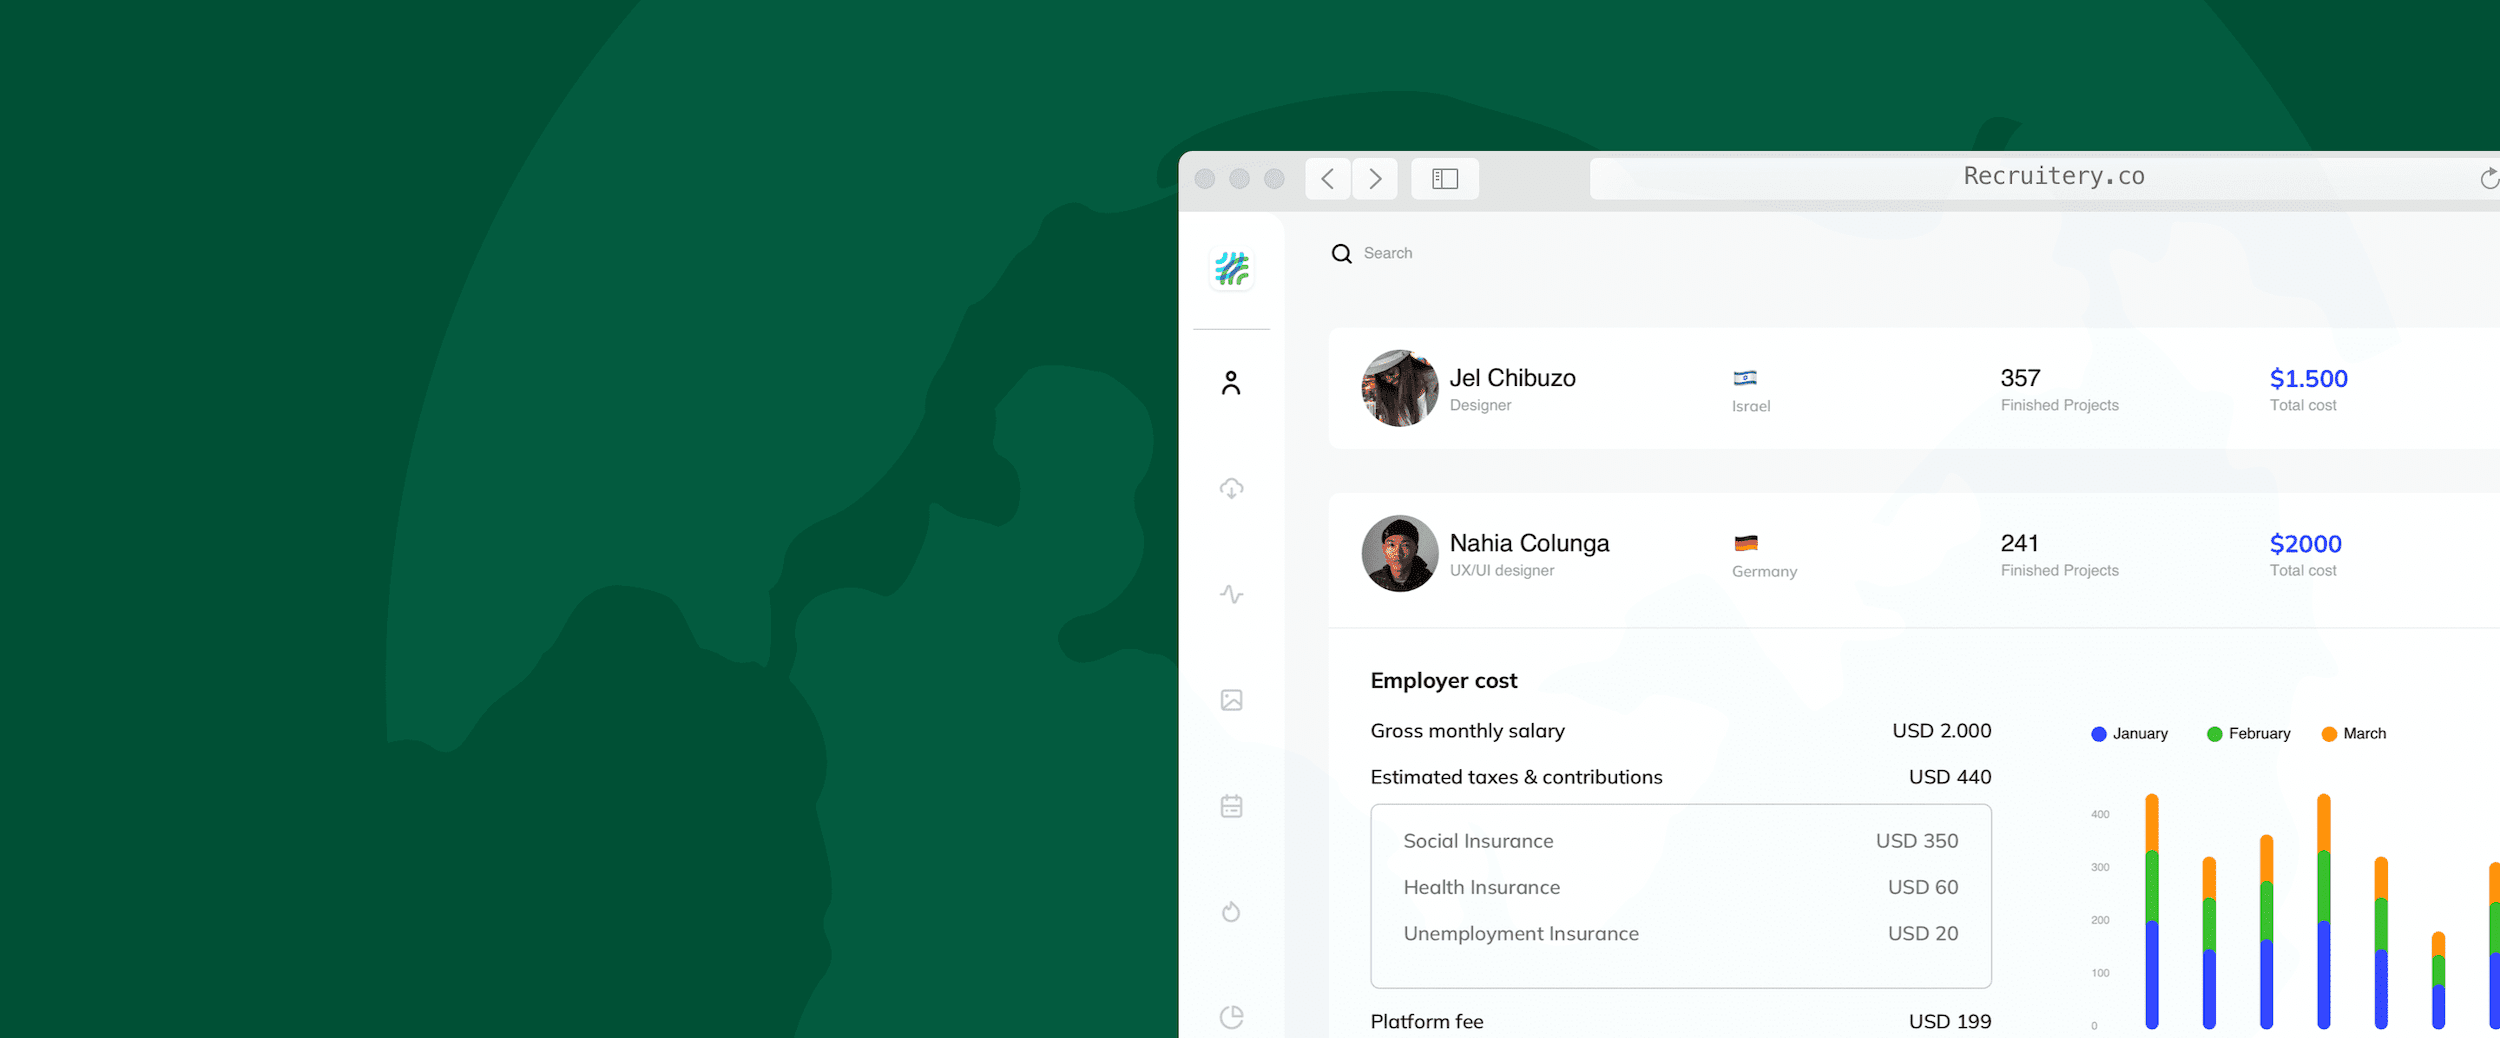 Recruitery.co
Search
Jel Chibuzo
Designer
Israel
357
Finished Projects
$1.500
Total cost
Nahia Colunga
UX/UI designer
Germany
241
Finished Projects
$2000
Total cost
Employer cost
Gross monthly salary USD 2.000
Estimated taxes & contributions USD 440
Social Insurance USD 350
Health Insurance USD 60
Unemployment Insurance USD 20
Platform fee USD 199
January February March
400
300
200
100
0